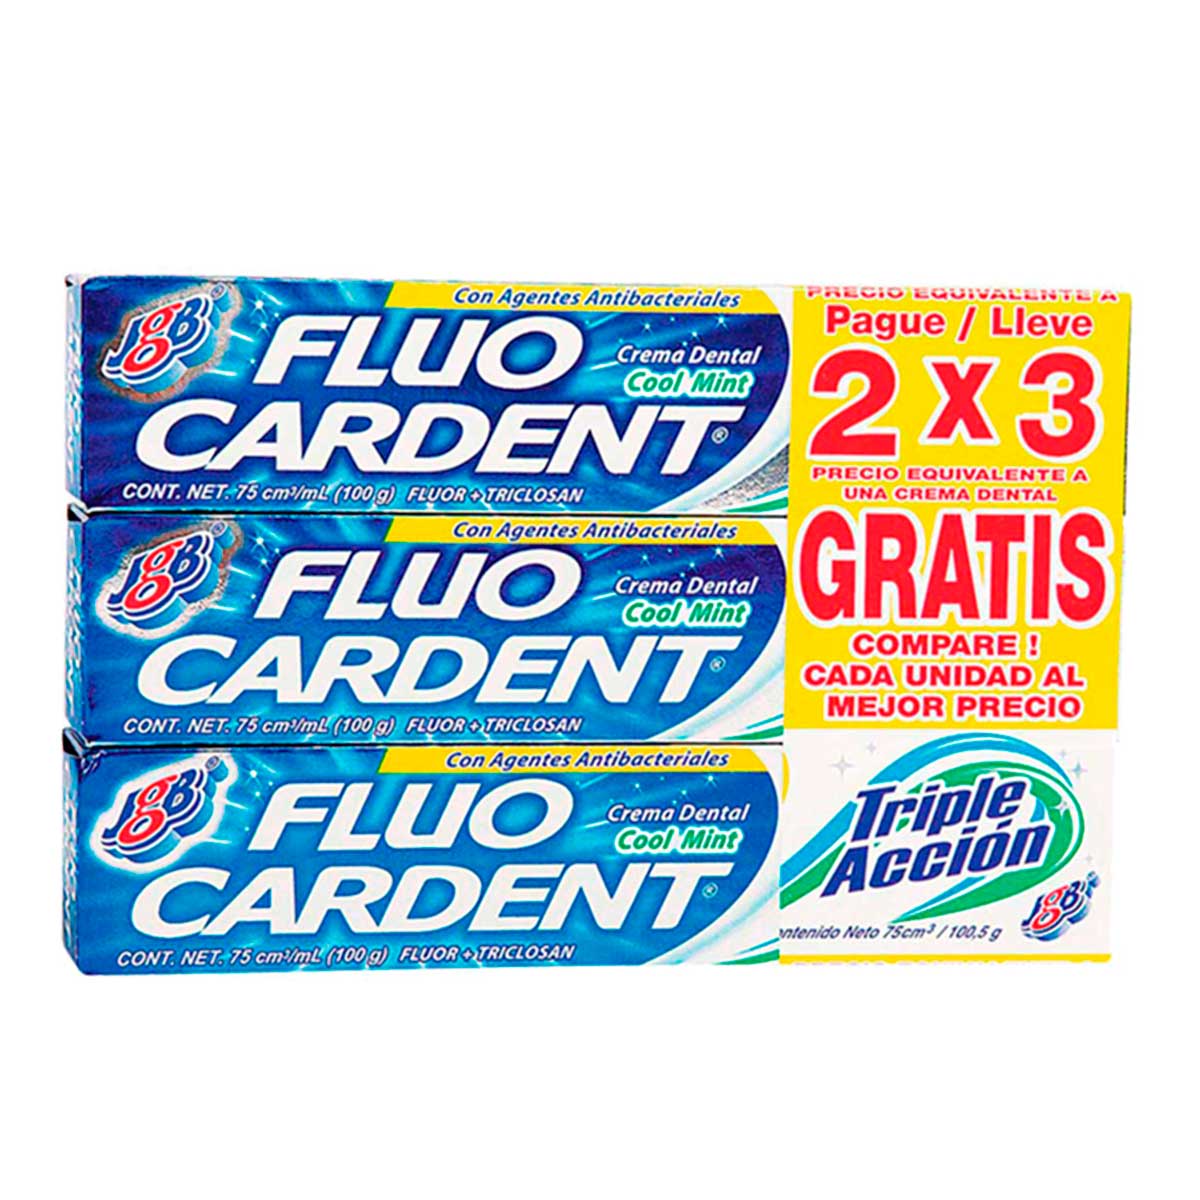 JgB®
Con Agentes Antibacteriales
FLUO
CARDENT®
Crema Dental
Cool Mint
CONT. NET. 75 cm³/mL (100 g) FLUOR + TRICLOSAN
JgB®
Con Agentes Antibacteriales
FLUO
CARDENT®
Crema Dental
Cool Mint
CONT. NET. 75 cm³/mL (100 g) FLUOR + TRICLOSAN
JgB®
Con Agentes Antibacteriales
FLUO
CARDENT®
Crema Dental
Cool Mint
CONT. NET. 75 cm³/mL (100 g) FLUOR + TRICLOSAN
PRECIO EQUIVALENTE A
Pague / Lleve
2 x 3
PRECIO EQUIVALENTE A
UNA CREMA DENTAL
GRATIS
COMPARE !
CADA UNIDAD AL
MEJOR PRECIO
Triple
Acción
JgB®
ntenido Neto 75cm³ / 100,5 g